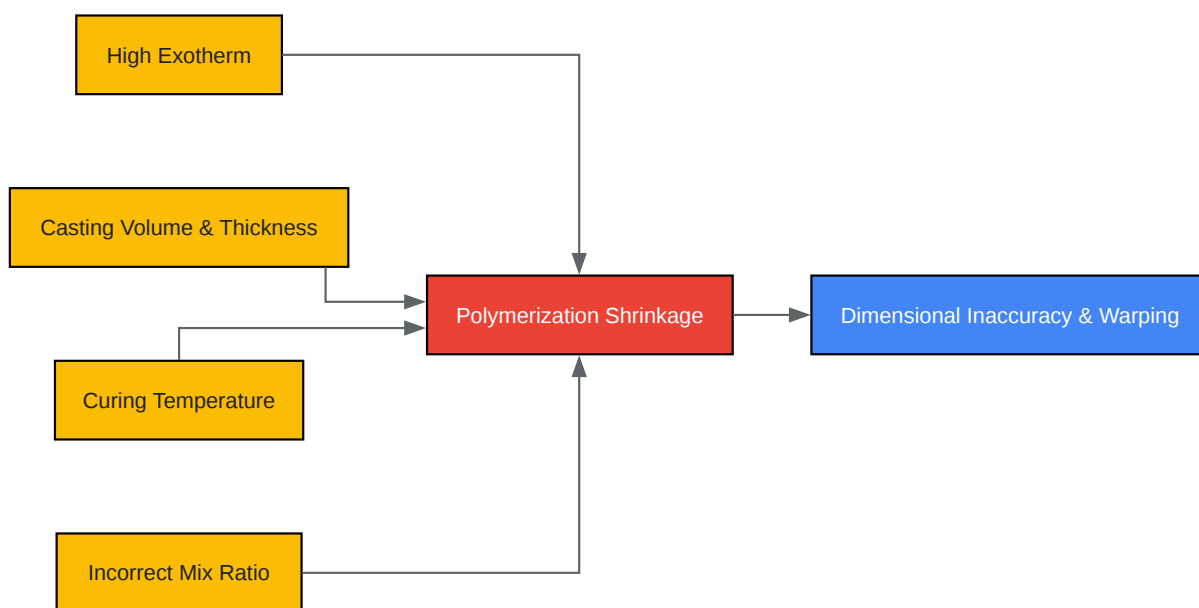 High Exotherm
Casting Volume & Thickness
Polymerization Shrinkage
Dimensional Inaccuracy & Warping
Curing Temperature
Incorrect Mix Ratio